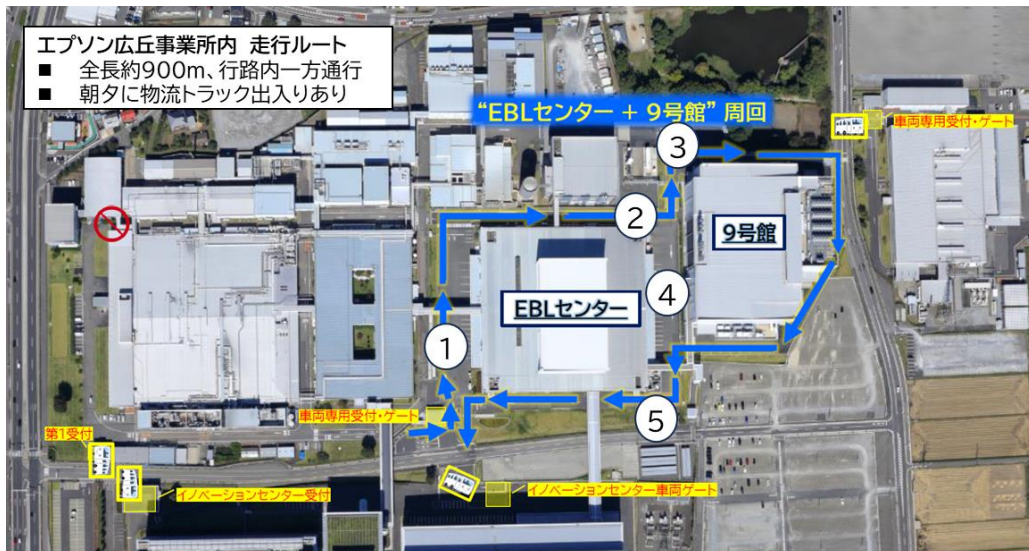 エプソン広丘事業所内 走行ルート
■ 全長約900m、行路内一方通行
■ 朝夕に物流トラック出入りあり
“EBLセンター + 9号館” 周回
車両専用受付・ゲート
3
2
9号館
4
EBLセンター
1
車両専用受付・ゲート
5
第1受付
イノベーションセンター受付
イノベーションセンター車両ゲート